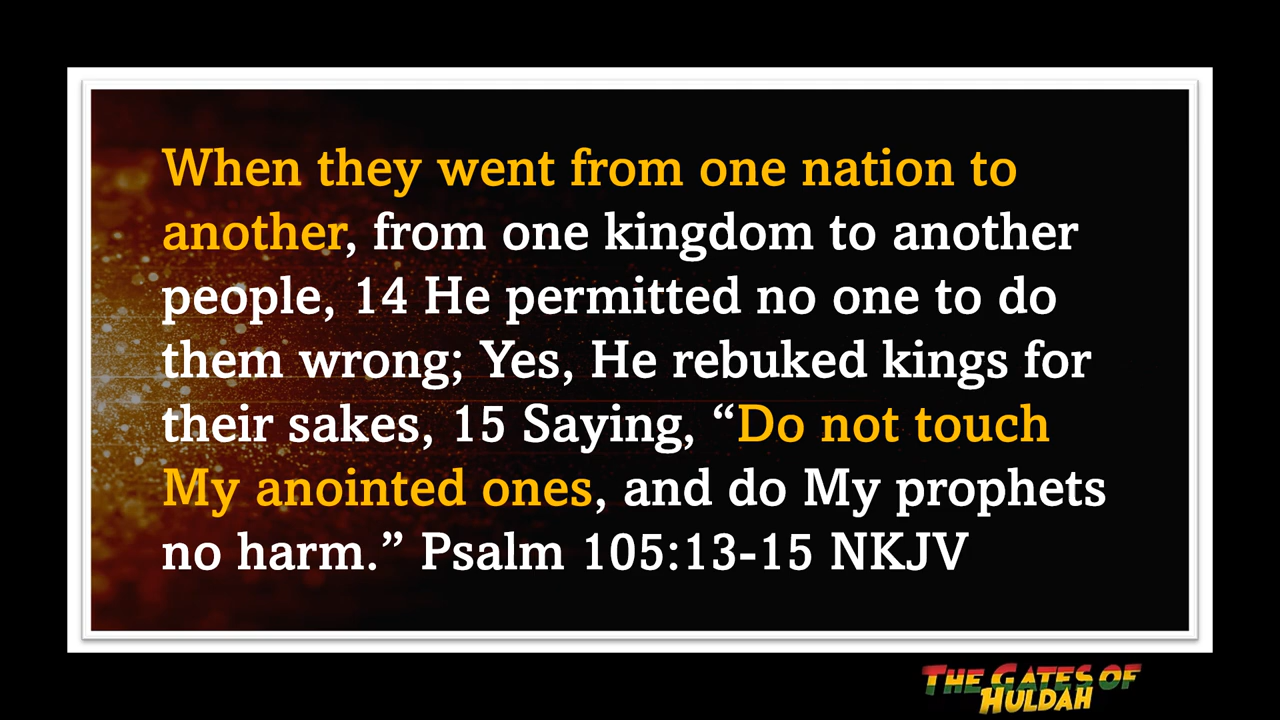 When they went from one nation to
another, from one kingdom to another
people, 14 He permitted no one to do
them wrong; Yes, He rebuked kings for
their sakes, 15 Saying, “Do not touch
My anointed ones, and do My prophets
no harm.” Psalm 105:13-15 NKJV
THE GATES OF
HULDAH